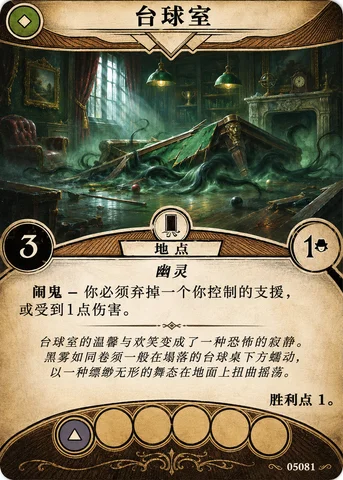 台球室
3
地点
1
幽灵
闹鬼 – 你必须弃掉一个你控制的支援，
或受到1点伤害。
台球室的温馨与欢笑变成了一种恐怖的寂静。
黑雾如同卷须一般在塌落的台球桌下方蠕动，
以一种缥缈无形的舞态在地面上扭曲摇荡。
胜利点 1。
05081